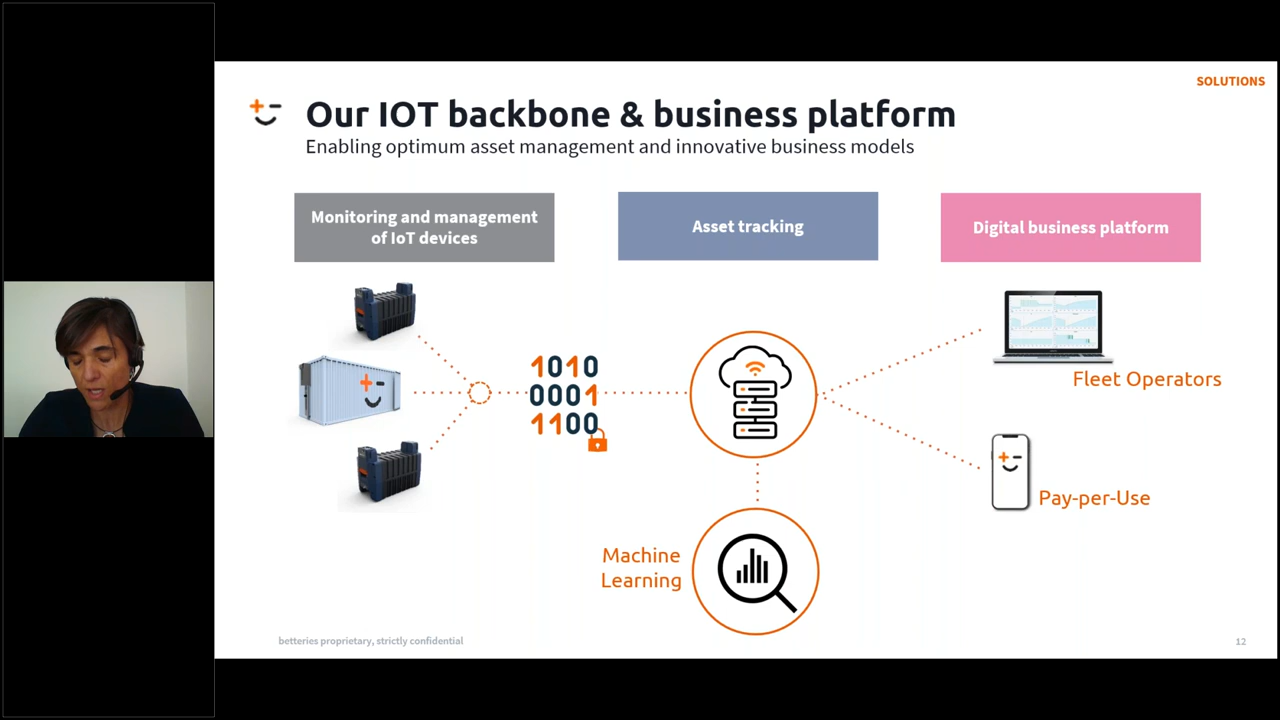 SOLUTIONS
Our IOT backbone & business platform
Enabling optimum asset management and innovative business models
Monitoring and management
of IoT devices
Asset tracking
Digital business platform
1010
0001
1100
Fleet Operators
Pay-per-Use
Machine
Learning
betteries proprietary, strictly confidential
12